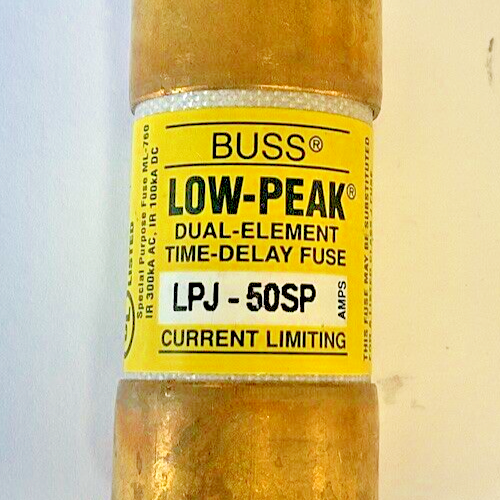 BUSS®
LOW-PEAK®
DUAL-ELEMENT
TIME-DELAY FUSE
LPJ - 50SP AMPS
CURRENT LIMITING
LISTED
Special Purpose Fuse ML-760
IR 300kA AC, IR 100kA DC
THIS FUSE MAY BE SUBSTITUTED